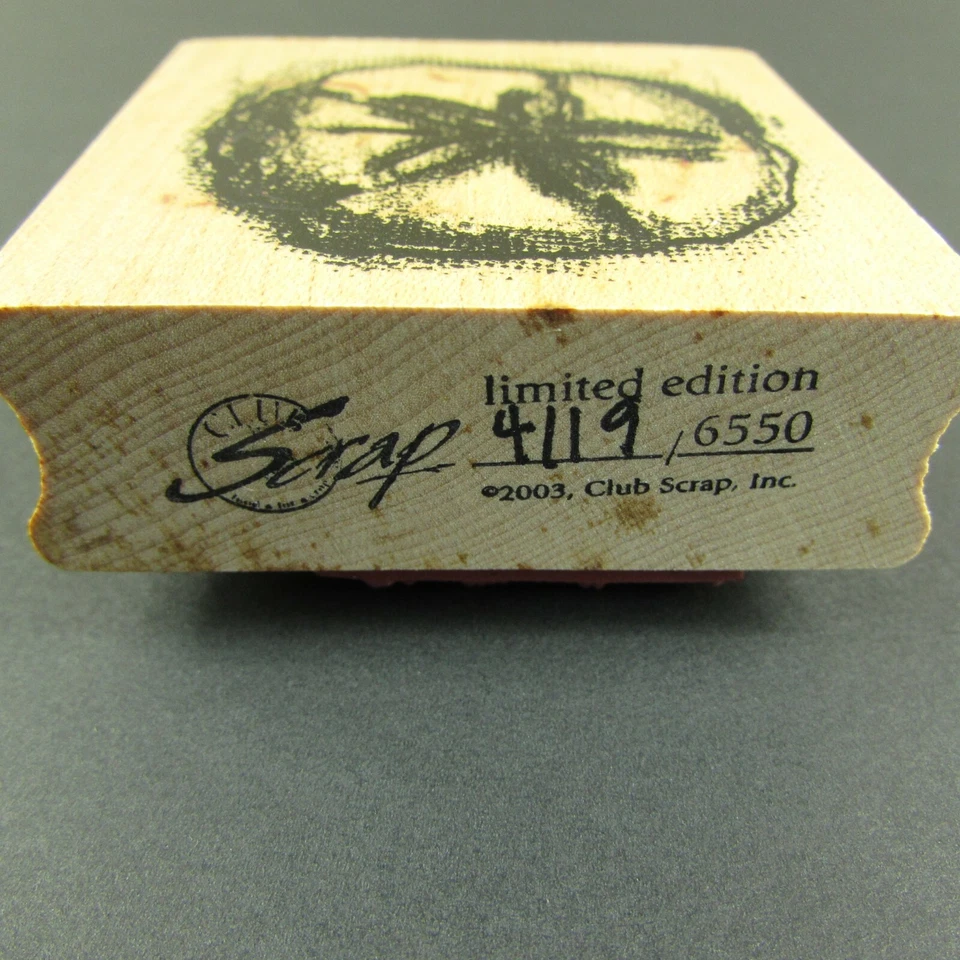 CLUB
Scrap
limited edition
4119 / 6550
©2003, Club Scrap, Inc.